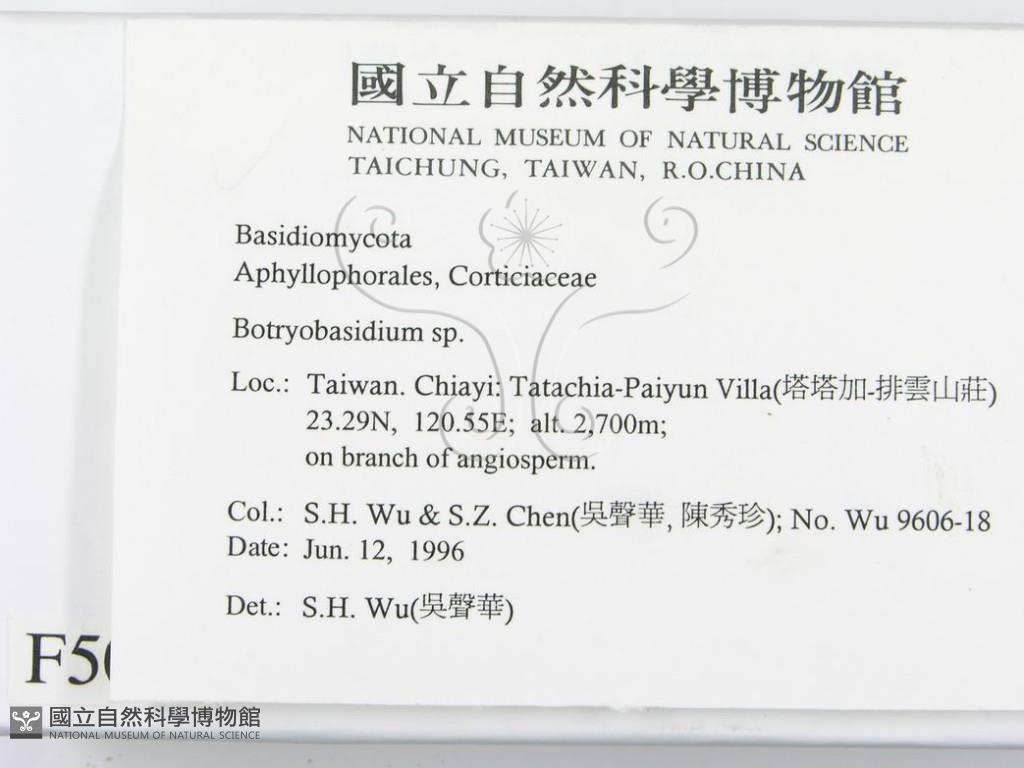 國立自然科學博物館
NATIONAL MUSEUM OF NATURAL SCIENCE
TAICHUNG, TAIWAN, R.O.CHINA
Basidiomycota
Aphyllophorales, Corticiaceae
Botryobasidium sp.
Loc.: Taiwan. Chiayi: Tatachia-Paiyun Villa(塔塔加-排雲山莊)
23.29N, 120.55E; alt. 2,700m;
on branch of angiosperm.
Col.: S.H. Wu & S.Z. Chen(吳聲華, 陳秀珍); No. Wu 9606-18
Date: Jun. 12, 1996
Det.: S.H. Wu(吳聲華)
國立自然科學博物館
NATIONAL MUSEUM OF NATURAL SCIENCE